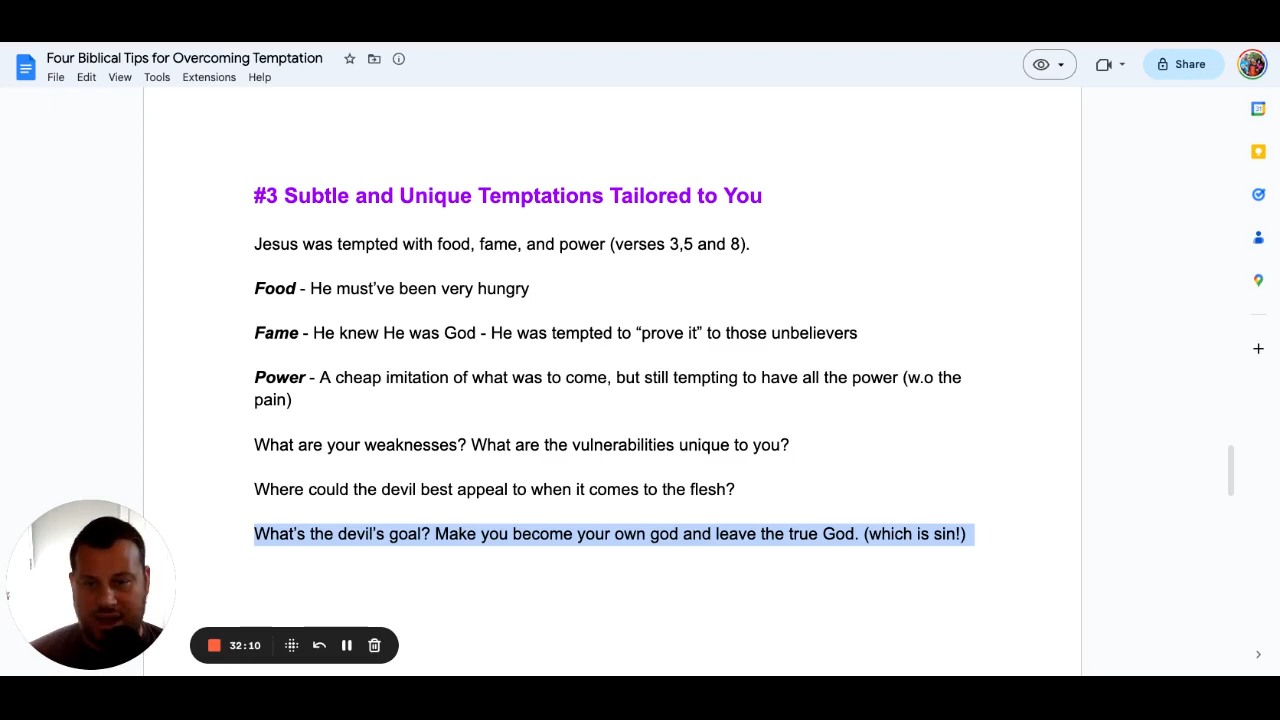 Four Biblical Tips for Overcoming Temptation
File Edit View Tools Extensions Help
Share
#3 Subtle and Unique Temptations Tailored to You
Jesus was tempted with food, fame, and power (verses 3,5 and 8).
Food - He must’ve been very hungry
Fame - He knew He was God - He was tempted to “prove it” to those unbelievers
Power - A cheap imitation of what was to come, but still tempting to have all the power (w.o the
pain)
What are your weaknesses? What are the vulnerabilities unique to you?
Where could the devil best appeal to when it comes to the flesh?
What’s the devil’s goal? Make you become your own god and leave the true God. (which is sin!)
32:10